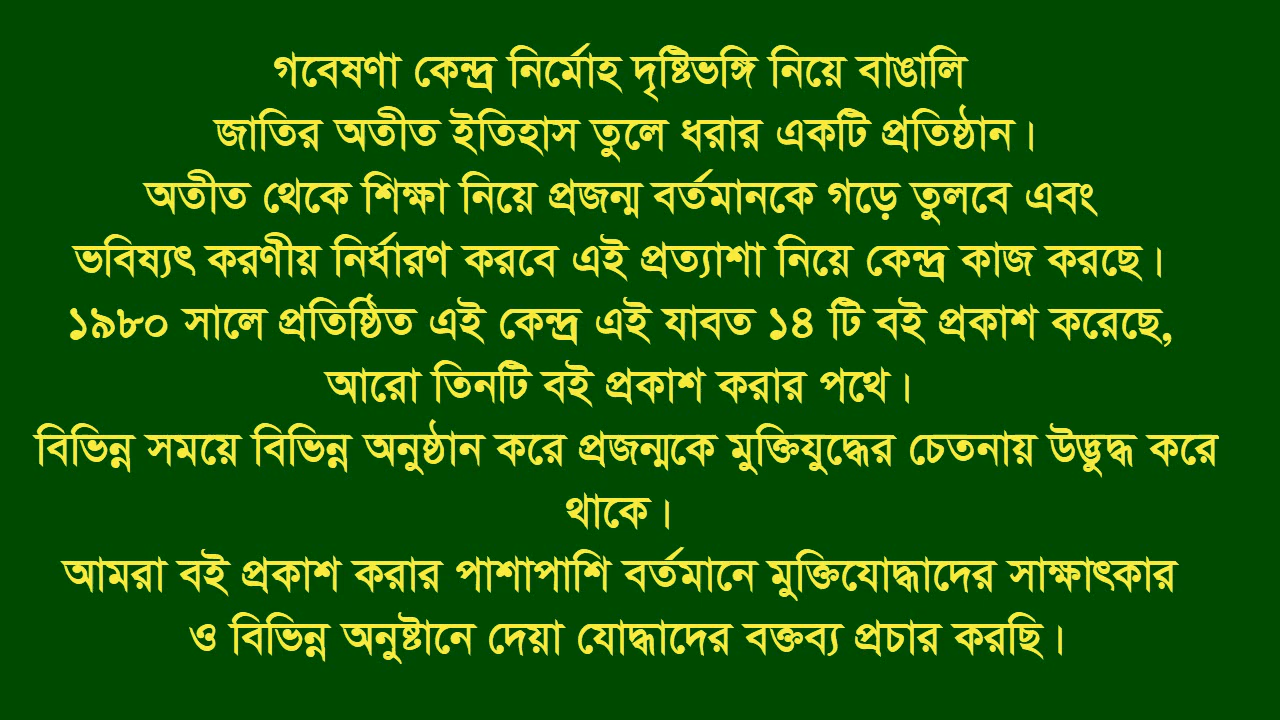 গবেষণা কেন্দ্র নির্মোহ দৃষ্টিভঙ্গি নিয়ে বাঙালি
জাতির অতীত ইতিহাস তুলে ধরার একটি প্রতিষ্ঠান।
অতীত থেকে শিক্ষা নিয়ে প্রজন্ম বর্তমানকে গড়ে তুলবে এবং
ভবিষ্যৎ করণীয় নির্ধারণ করবে এই প্রত্যাশা নিয়ে কেন্দ্র কাজ করছে।
১৯৮০ সালে প্রতিষ্ঠিত এই কেন্দ্র এই যাবত ১৪ টি বই প্রকাশ করেছে,
আরো তিনটি বই প্রকাশ করার পথে।
বিভিন্ন সময়ে বিভিন্ন অনুষ্ঠান করে প্রজন্মকে মুক্তিযুদ্ধের চেতনায় উদ্ভুদ্ধ করে
থাকে।
আমরা বই প্রকাশ করার পাশাপাশি বর্তমানে মুক্তিযোদ্ধাদের সাক্ষাৎকার
ও বিভিন্ন অনুষ্টানে দেয়া যোদ্ধাদের বক্তব্য প্রচার করছি।